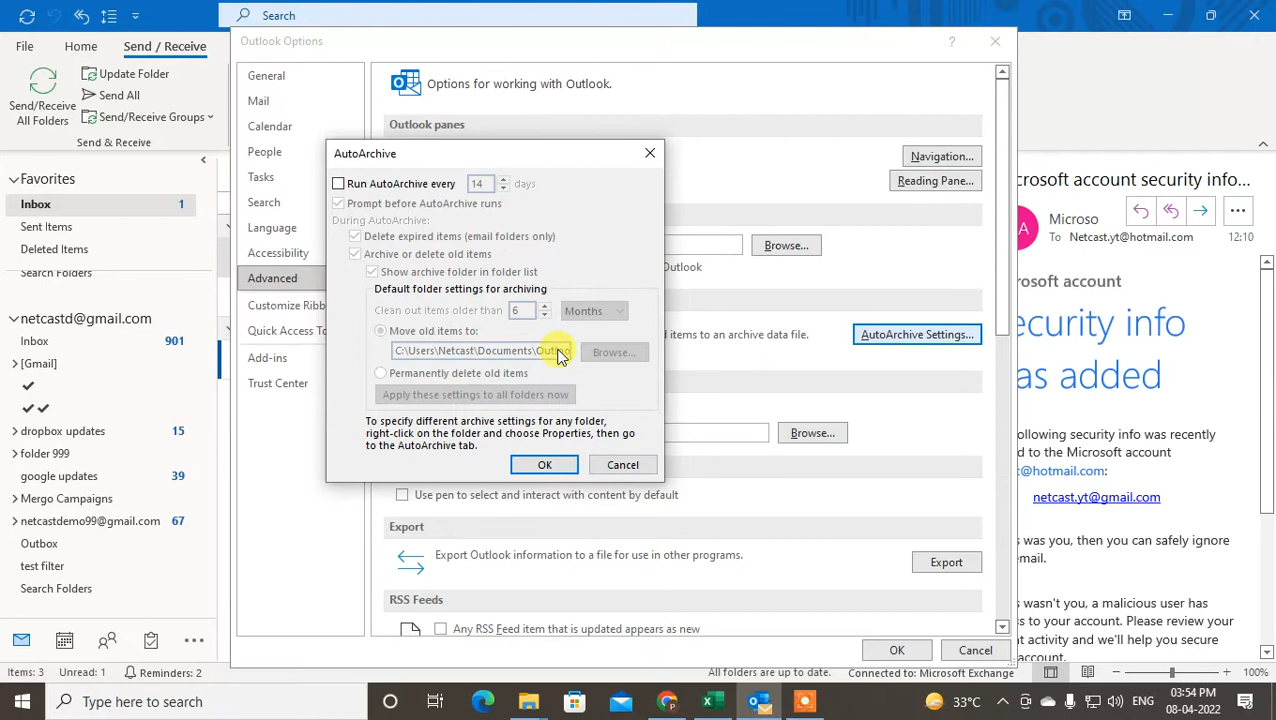 Search
File
Home
Send / Receive
Outlook Options
Send/Receive
All Folders
Update Folder
Send All
Send/Receive Groups
Send & Receive
General
Mail
Calendar
People
Tasks
Search
Language
Accessibility
Advanced
Customize Ribb
Quick Access To
Add-ins
Trust Center
Options for working with Outlook.
Outlook panes
Navigation...
Reading Pane...
Browse...
Outlook
d items to an archive data file.
AutoArchive Settings...
Browse...
Use pen to select and interact with content by default
Export
Export Outlook information to a file for use in other programs.
Export
RSS Feeds
Any RSS Feed item that is updated appears as new
OK
Cancel
AutoArchive
Run AutoArchive every
14
days
Prompt before AutoArchive runs
During AutoArchive:
Delete expired items (email folders only)
Archive or delete old items
Show archive folder in folder list
Default folder settings for archiving
Clean out items older than
6
Months
Move old items to:
C:\Users\Netcast\Documents\Outloo
Browse...
Permanently delete old items
Apply these settings to all folders now
To specify different archive settings for any folder,
right-click on the folder and choose Properties, then go
to the AutoArchive tab.
OK
Cancel
Favorites
Inbox 1
Sent Items
Deleted Items
Search Folders
netcastd@gmail.com
Inbox 901
[Gmail]
dropbox updates 15
folder 999
google updates 39
Mergo Campaigns
netcastdemo99@gmail.com 67
Outbox
test filter
Search Folders
crosoft account security info...
A
Microso
To Netcast.yt@hotmail.com
12:10
osoft account
ecurity info
as added
ollowing security info was recently
d to the Microsoft account
t@hotmail.com:
netcast.yt@gmail.com
was you, then you can safely ignore
email.
s wasn't you, a malicious user has
ss to your account. Please review your
nt activity and we'll help you secure
account.
Items: 3
Unread: 1
Reminders: 2
All folders are up to date.
Connected to: Microsoft Exchange
100%
Type here to search
33°C
ENG
03:54 PM
08-04-2022